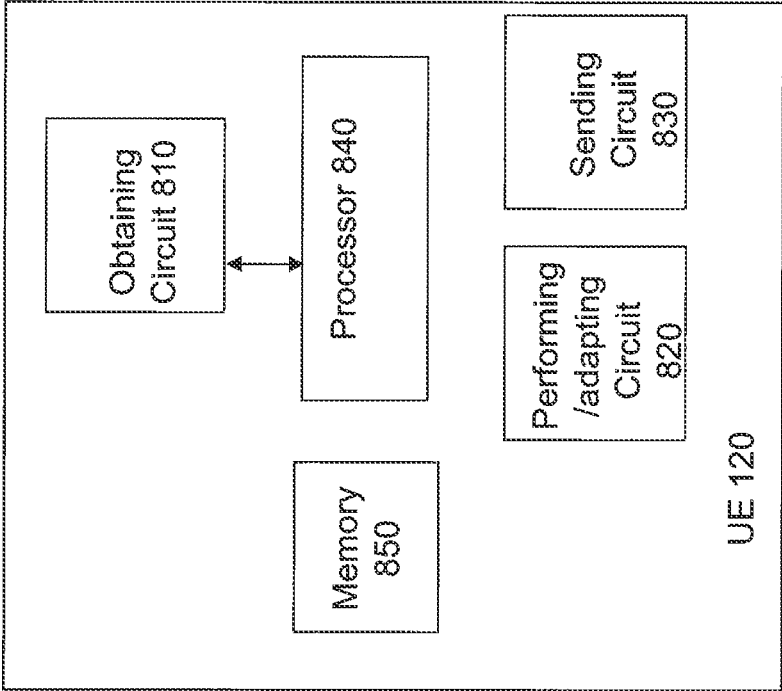 Obtaining
Circuit 810
Memory
850
Processor 840
Performing
/adapting
Circuit
820
Sending
Circuit
830
UE 120